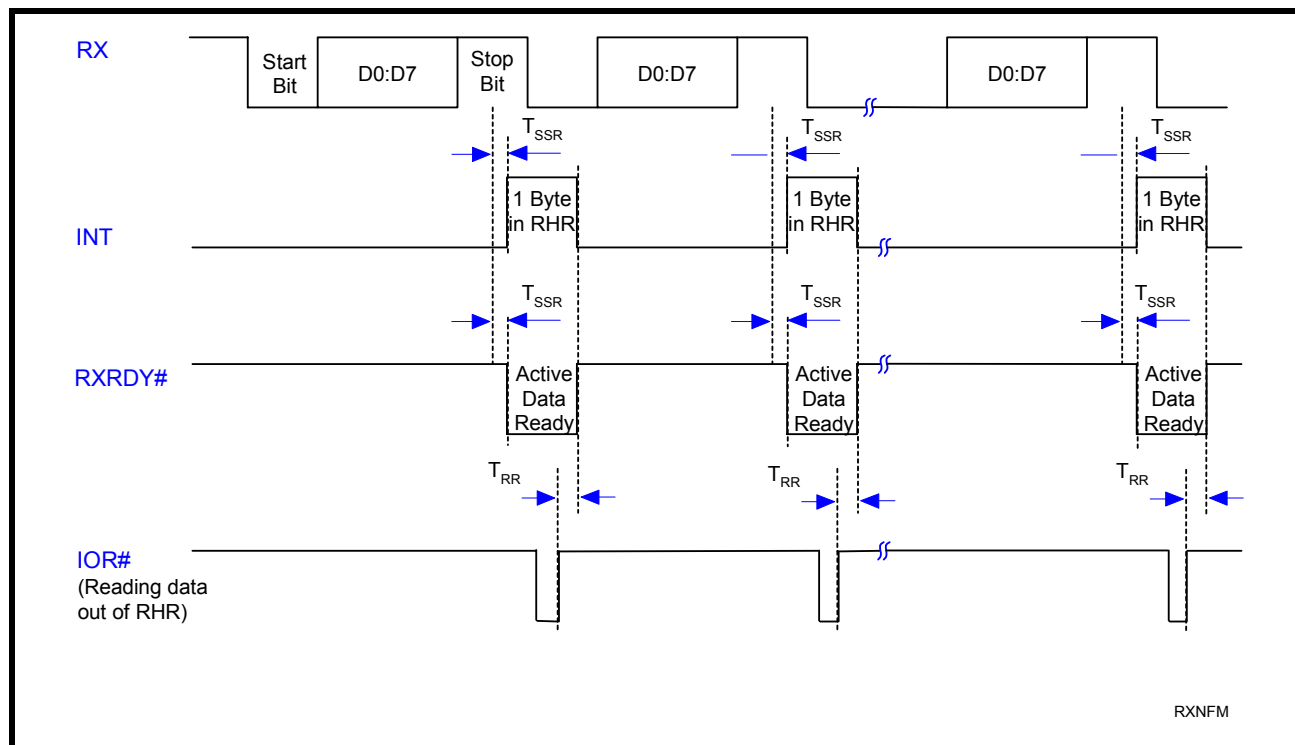 RX
Start
Bit
D0:D7
Stop
Bit
D0:D7
D0:D7
TSSR
TSSR
TSSR
INT
1 Byte
in RHR
1 Byte
in RHR
1 Byte
in RHR
TSSR
TSSR
TSSR
RXRDY#
Active
Data
Ready
Active
Data
Ready
Active
Data
Ready
TRR
TRR
TRR
IOR#
(Reading data
out of RHR)
RXNFM